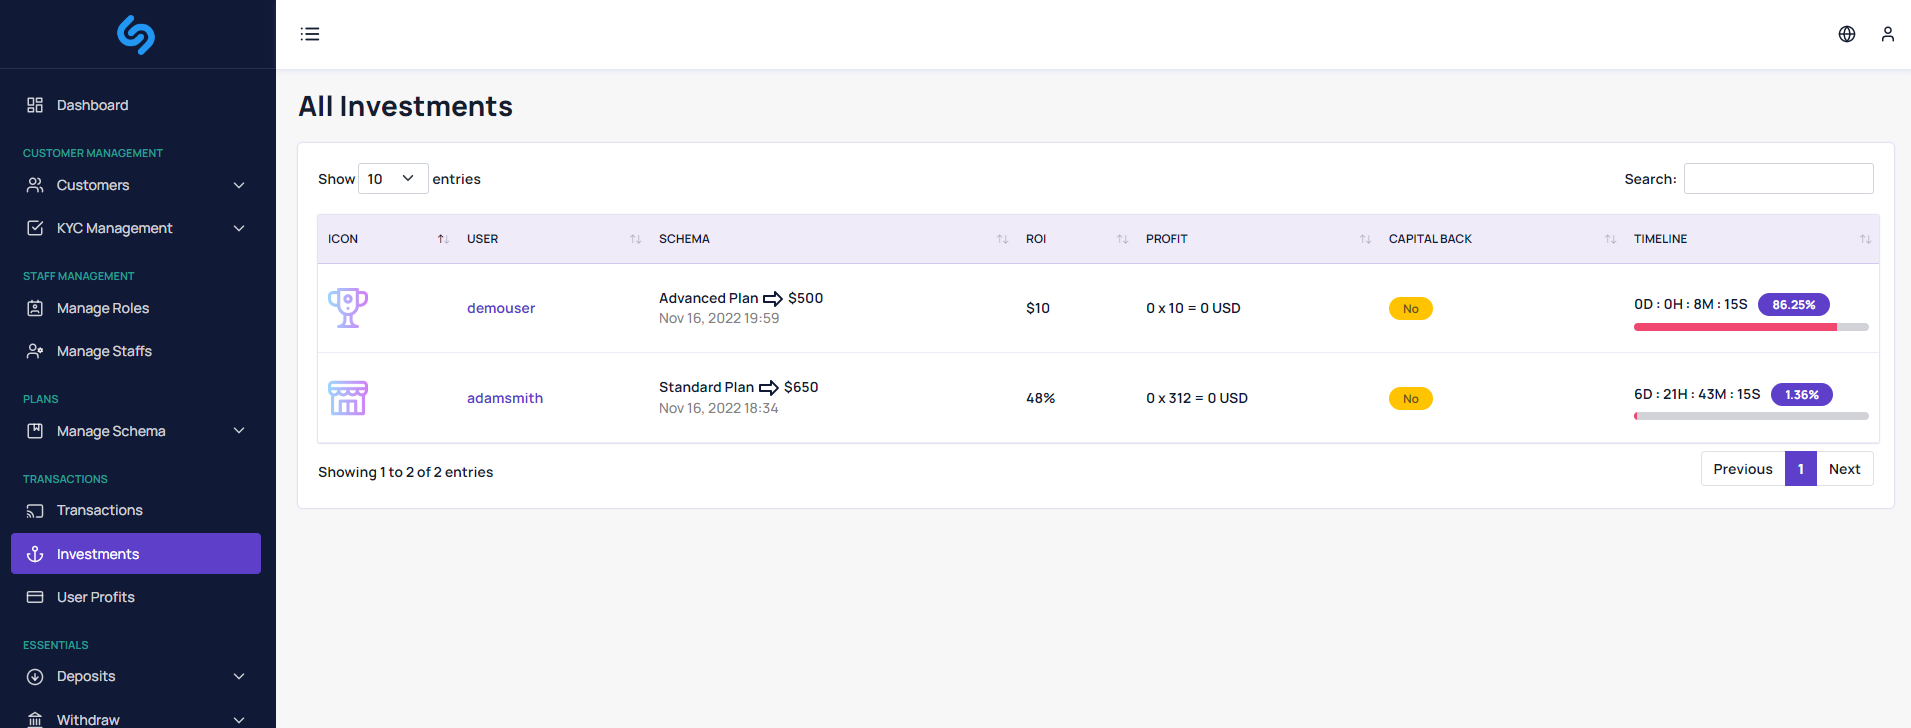 Dashboard
CUSTOMER MANAGEMENT
Customers
KYC Management
STAFF MANAGEMENT
Manage Roles
Manage Staffs
PLANS
Manage Schema
TRANSACTIONS
Transactions
Investments
User Profits
ESSENTIALS
Deposits
Withdraw
All Investments
Show 10 entries
Search:
ICON USER SCHEMA ROI PROFIT CAPITAL BACK TIMELINE
demouser Advanced Plan ⇨ $500 $10 0 x 10 = 0 USD No 0D : 0H : 8M : 15S 86.25%
Nov 16, 2022 19:59
adamsmith Standard Plan ⇨ $650 48% 0 x 312 = 0 USD No 6D : 21H : 43M : 15S 1.36%
Nov 16, 2022 18:34
Showing 1 to 2 of 2 entries
Previous 1 Next